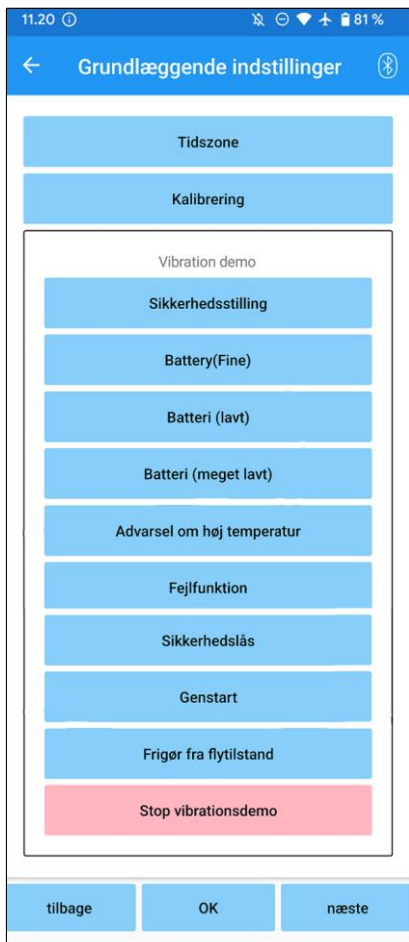 11.20 81 %
Grundlæggende indstillinger
Tidszone
Kalibrering
Vibration demo
Sikkerhedsstilling
Battery(Fine)
Batteri (lavt)
Batteri (meget lavt)
Advarsel om høj temperatur
Fejlfunktion
Sikkerhedslås
Genstart
Frigør fra flytilstand
Stop vibrationsdemo
tilbage OK næste